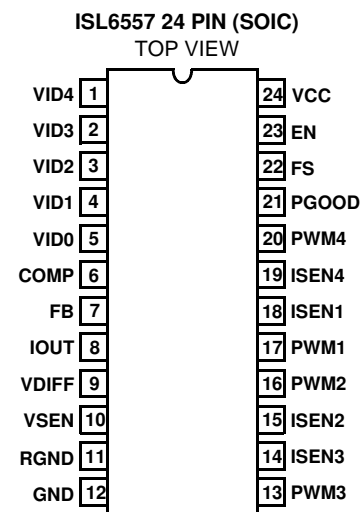 ISL6557 24 PIN (SOIC)
TOP VIEW
VID4 1 24 VCC
VID3 2 23 EN
VID2 3 22 FS
VID1 4 21 PGOOD
VID0 5 20 PWM4
COMP 6 19 ISEN4
FB 7 18 ISEN1
IOUT 8 17 PWM1
VDIFF 9 16 PWM2
VSEN 10 15 ISEN2
RGND 11 14 ISEN3
GND 12 13 PWM3